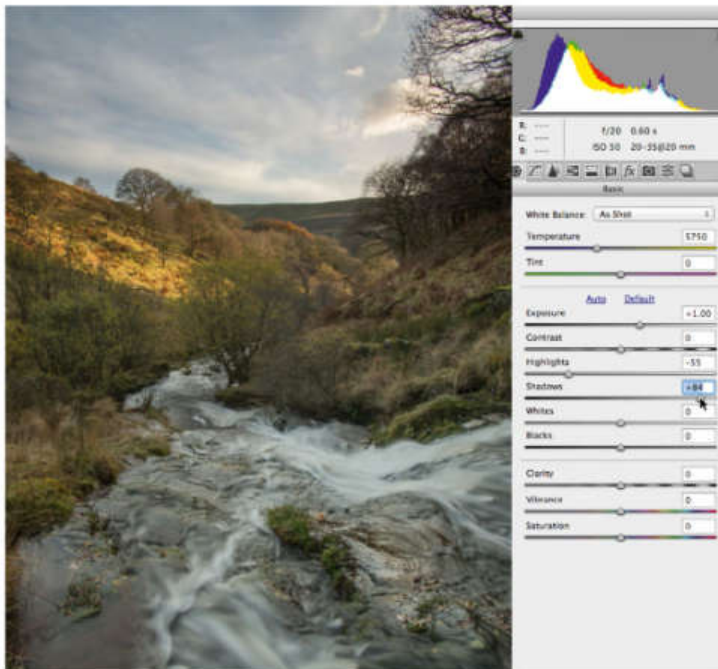 R: ---
G: ---
B: ---
f/20 0.60 s
ISO 50 20-35@20 mm
fx
Basic
White Balance: As Shot
Temperature 5750
Tint 0
Auto Default
Exposure +1.00
Contrast 0
Highlights -55
Shadows +84
Whites 0
Blacks 0
Clarity 0
Vibrance 0
Saturation 0